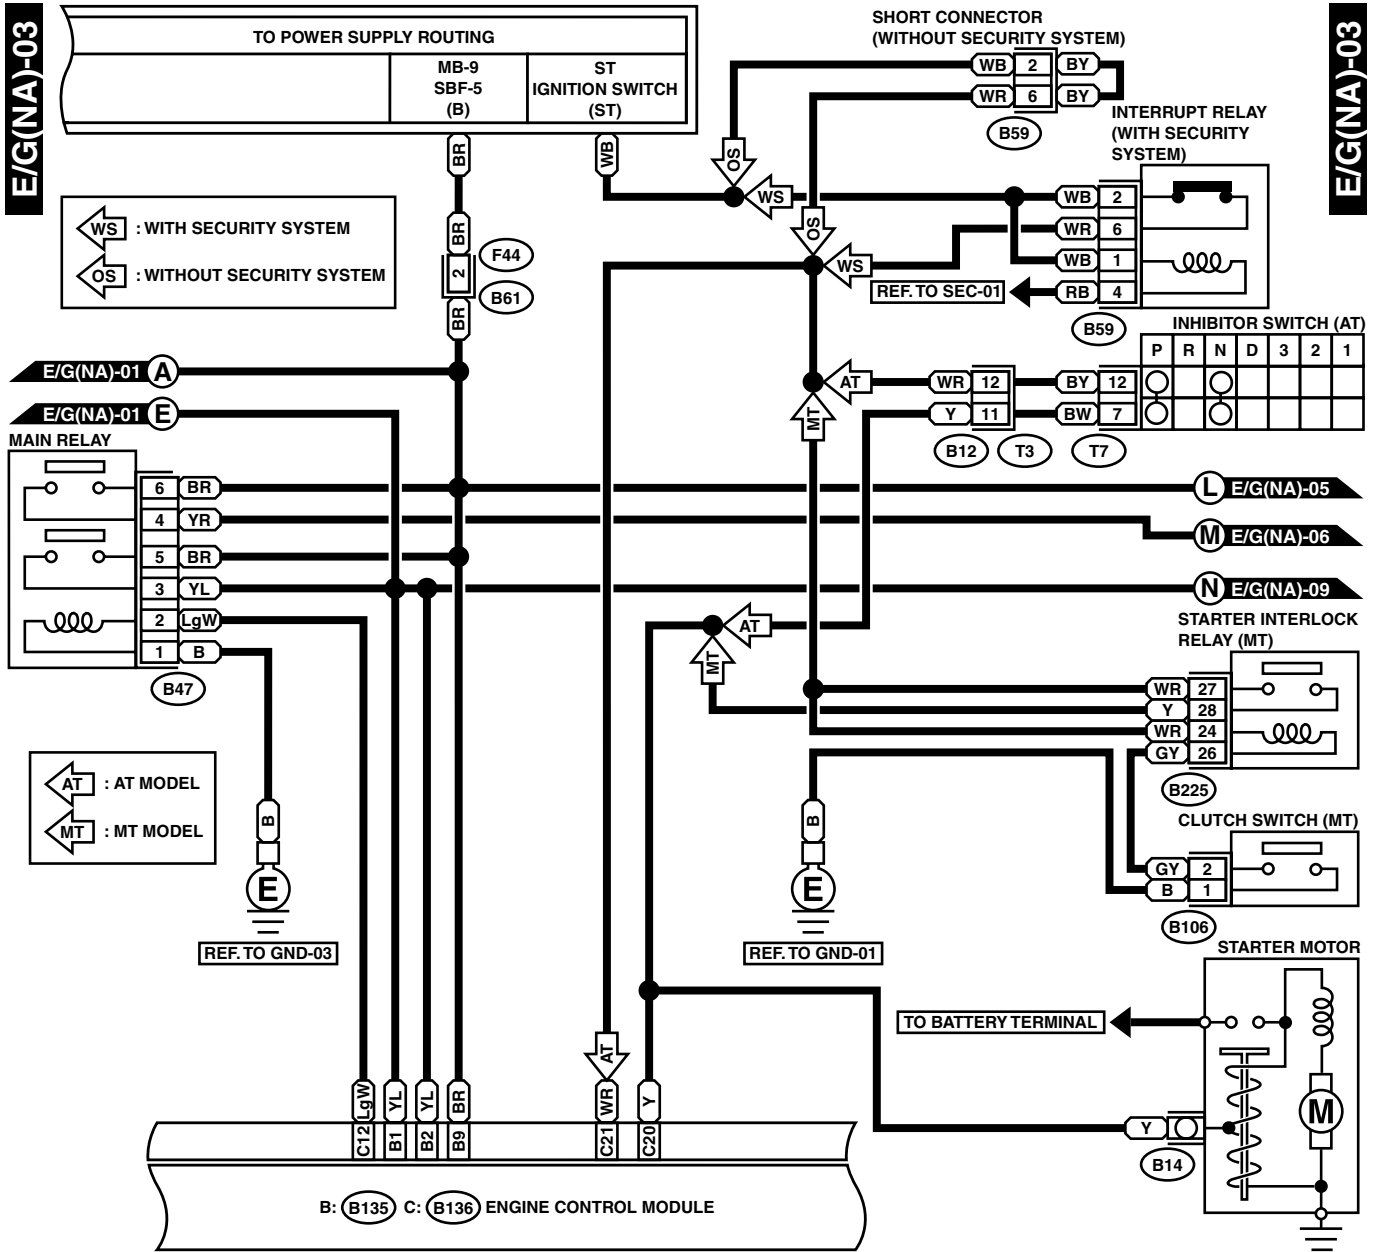 E/G(NA)-03
E/G(NA)-03
TO POWER SUPPLY ROUTING
MB-9
SBF-5
(B)
ST
IGNITION SWITCH
(ST)
SHORT CONNECTOR
(WITHOUT SECURITY SYSTEM)
WB 2 BY
WR 6 BY
B59
INTERRUPT RELAY
(WITH SECURITY
SYSTEM)
BR
WB
OS
WS
WB 2
WR 6
WB 1
RB 4
OS
WS
REF. TO SEC-01
B59
WS : WITH SECURITY SYSTEM
OS : WITHOUT SECURITY SYSTEM
BR
2
F44
B61
BR
INHIBITOR SWITCH (AT)
P R N D 3 2 1
E/G(NA)-01 A
E/G(NA)-01 E
AT
WR 12
BY 12
MT
Y 11
BW 7
B12
T3
T7
MAIN RELAY
6 BR
4 YR
5 BR
3 YL
2 LgW
1 B
B47
L E/G(NA)-05
M E/G(NA)-06
N E/G(NA)-09
AT
MT
STARTER INTERLOCK
RELAY (MT)
WR 27
Y 28
WR 24
GY 26
B225
AT : AT MODEL
MT : MT MODEL
B
E
REF. TO GND-03
B
E
REF. TO GND-01
CLUTCH SWITCH (MT)
GY 2
B 1
B106
STARTER MOTOR
TO BATTERY TERMINAL
M
Y
B14
AT
LgW
YL
YL
BR
WR
Y
C12
B1
B2
B9
C21
C20
B: B135 C: B136 ENGINE CONTROL MODULE